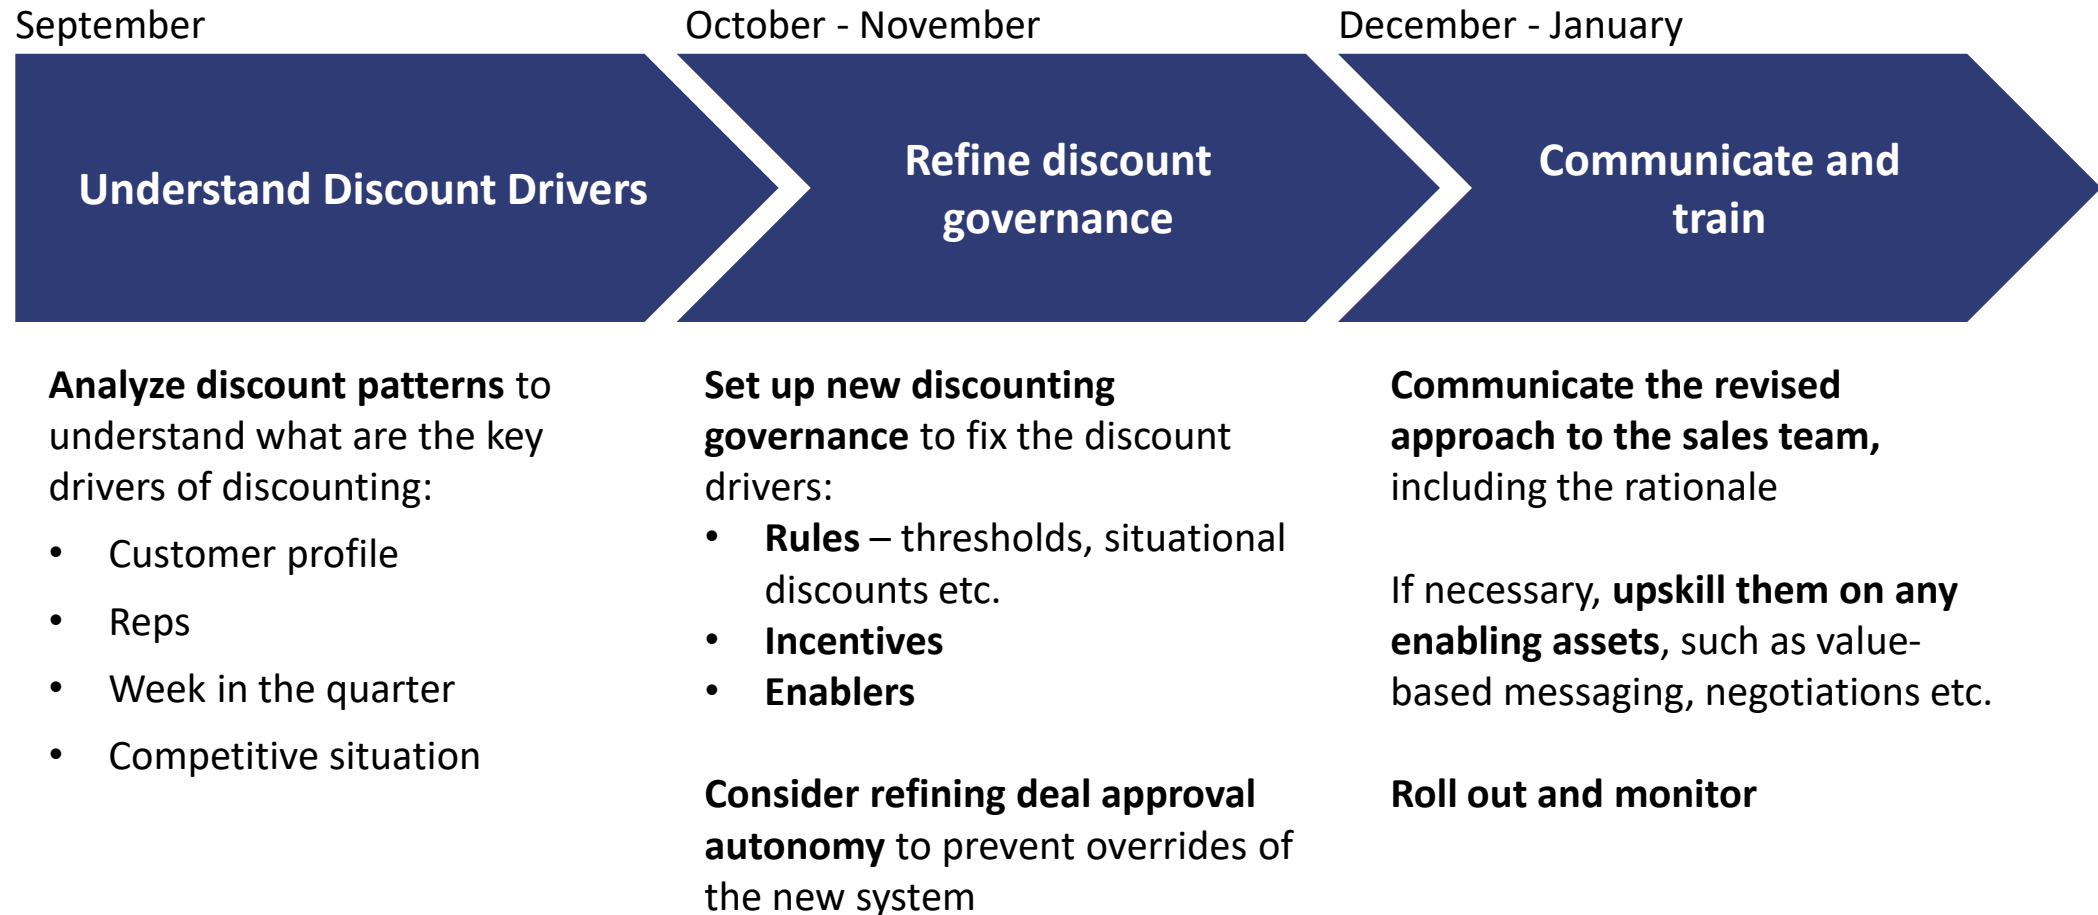 September
Understand Discount Drivers
Analyze discount patterns to
understand what are the key
drivers of discounting:
• Customer profile
• Reps
• Week in the quarter
• Competitive situation
October - November
Refine discount
governance
Set up new discounting
governance to fix the discount
drivers:
• Rules – thresholds, situational
discounts etc.
• Incentives
• Enablers
Consider refining deal approval
autonomy to prevent overrides of
the new system
December - January
Communicate and
train
Communicate the revised
approach to the sales team,
including the rationale
If necessary, upskill them on any
enabling assets, such as value-
based messaging, negotiations etc.
Roll out and monitor